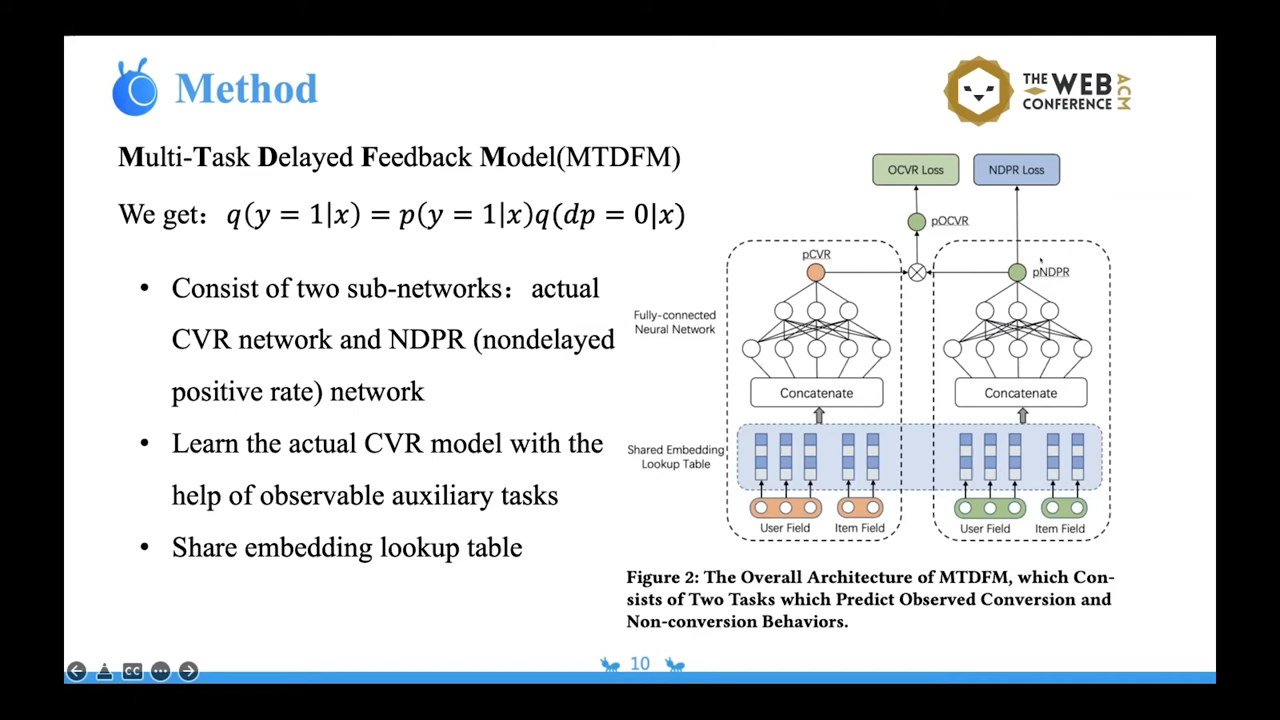 Method
THE WEB CONFERENCE ACM
Multi-Task Delayed Feedback Model(MTDFM)
We get：q(y = 1|x) = p(y = 1|x)q(dp = 0|x)
• Consist of two sub-networks：actual
CVR network and NDPR (nondelayed
positive rate) network
• Learn the actual CVR model with the
help of observable auxiliary tasks
• Share embedding lookup table
OCVR Loss
NDPR Loss
pOCVR
pCVR
pNDPR
Fully-connected
Neural Network
Concatenate
Concatenate
Shared Embedding
Lookup Table
User Field
Item Field
User Field
Item Field
Figure 2: The Overall Architecture of MTDFM, which Con-
sists of Two Tasks which Predict Observed Conversion and
Non-conversion Behaviors.
CC
10